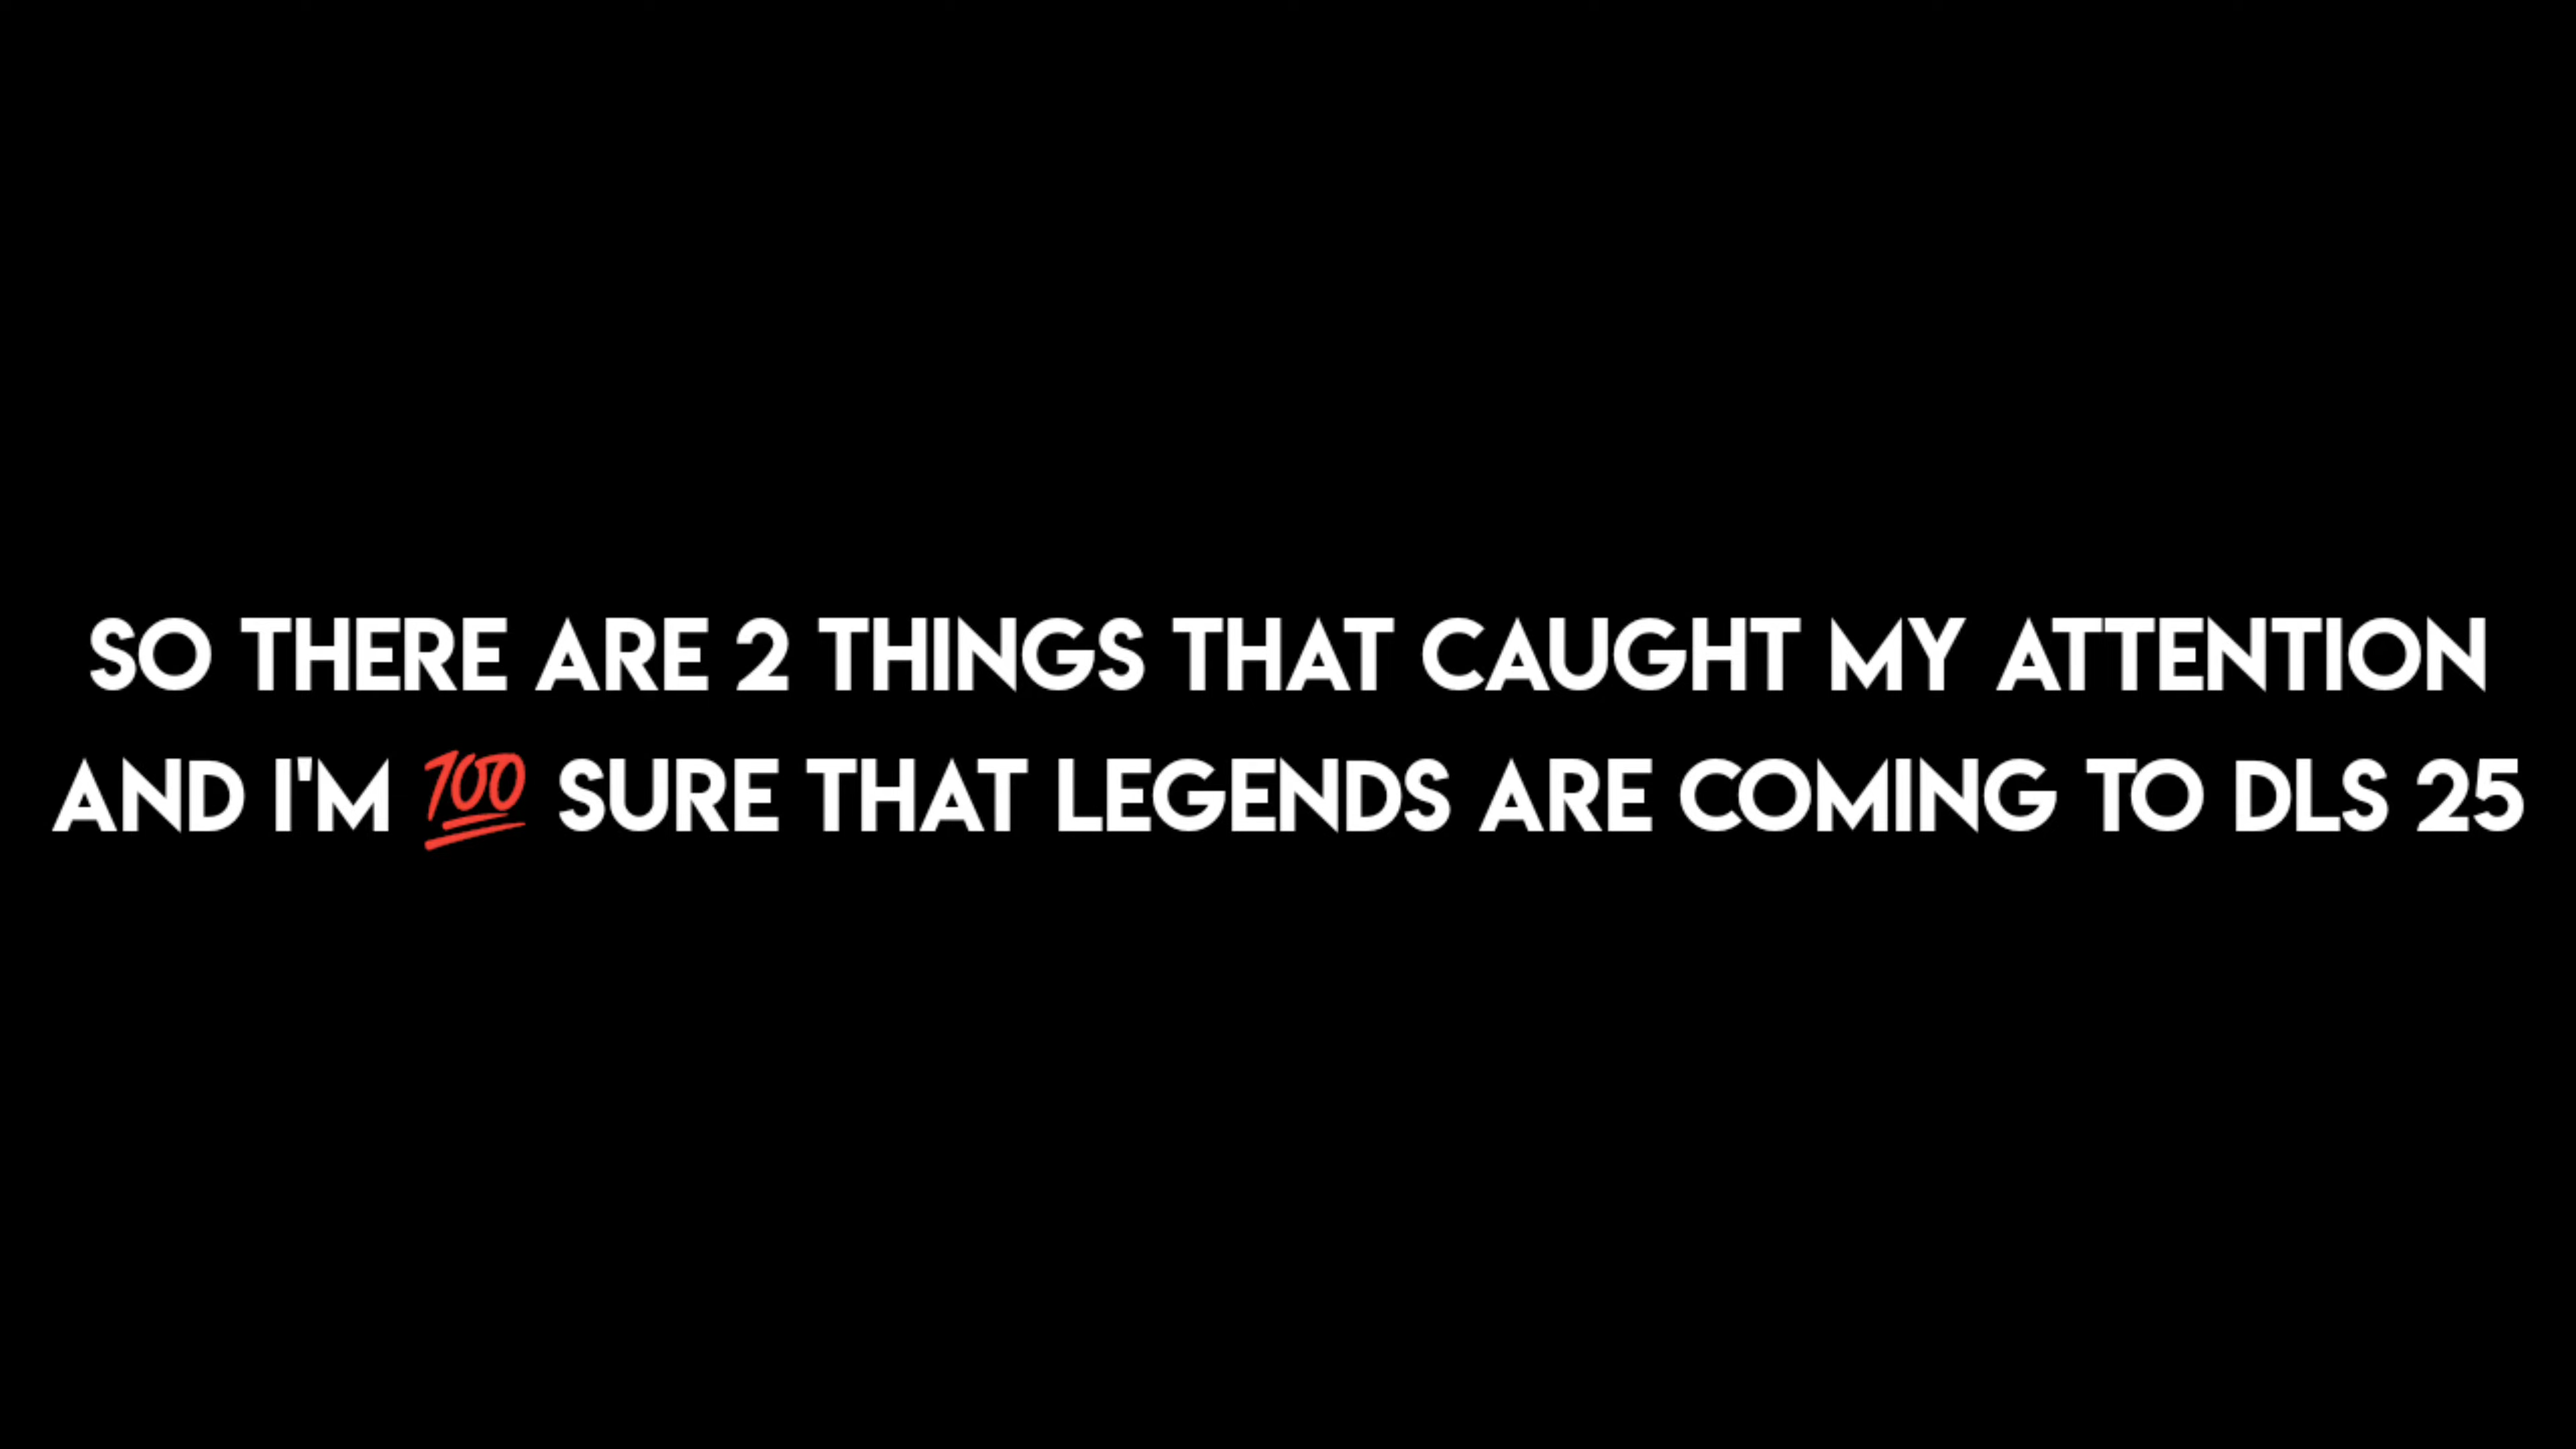 SO THERE ARE 2 THINGS THAT CAUGHT MY ATTENTION
AND I'M 💯 SURE THAT LEGENDS ARE COMING TO DLS 25